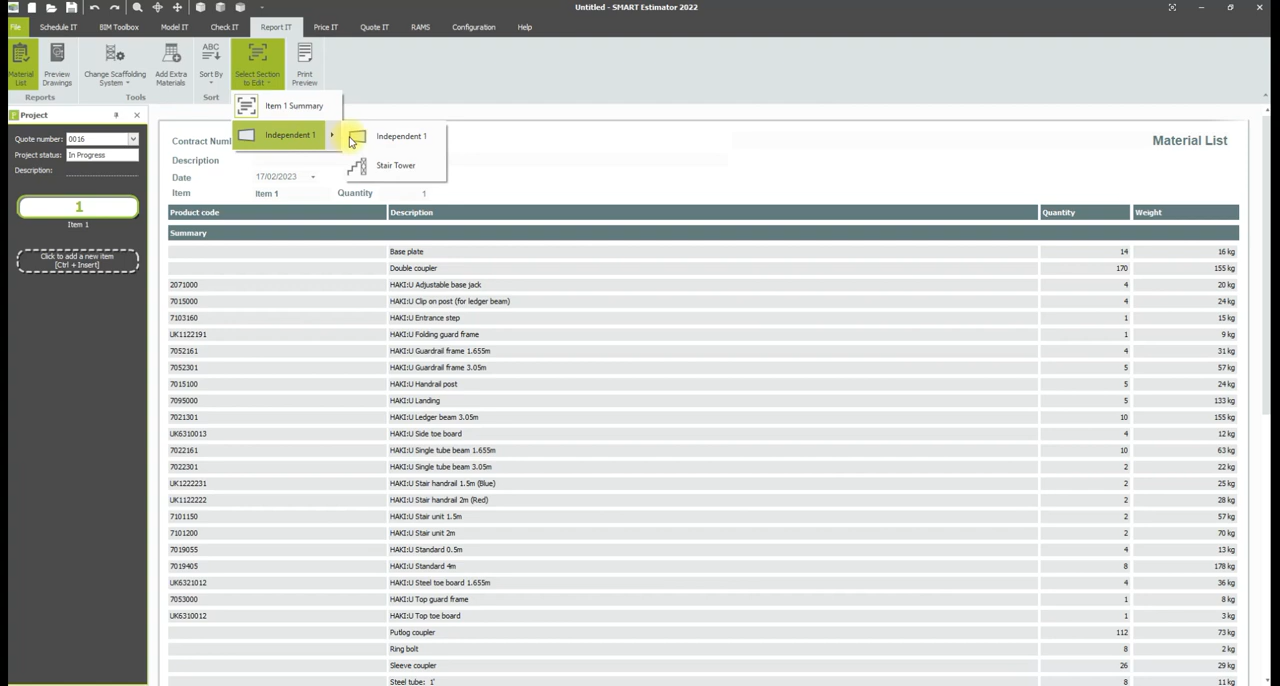 Untitled - SMART Estimator 2022
File Schedule IT BIM Toolbox Model IT Check IT Report IT Price IT Quote IT RAMS Configuration Help
Material List Preview Drawings Change Scaffolding System Add Extra Materials ABC Sort By Select Section to Edit Print Preview
Reports Tools Sort
Item 1 Summary
Independent 1
Independent 1
Stair Tower
Project
Quote number: 0016
Project status: In Progress
Description:
1
Item 1
Click to add a new item
[Ctrl + Insert]
Contract Num
Material List
Description
Date 17/02/2023
Item Item 1 Quantity 1
Product code Description Quantity Weight
Summary
Base plate 14 16 kg
Double coupler 170 155 kg
2071000 HAKI:U Adjustable base jack 4 20 kg
7015000 HAKI:U Clip on post (for ledger beam) 4 24 kg
7103160 HAKI:U Entrance step 1 15 kg
UK1122191 HAKI:U Folding guard frame 1 9 kg
7052161 HAKI:U Guardrail frame 1.655m 4 31 kg
7052301 HAKI:U Guardrail frame 3.05m 5 57 kg
7015100 HAKI:U Handrail post 5 24 kg
7095000 HAKI:U Landing 5 133 kg
7021301 HAKI:U Ledger beam 3.05m 10 155 kg
UK6310013 HAKI:U Side toe board 4 12 kg
7022161 HAKI:U Single tube beam 1.655m 10 63 kg
7022301 HAKI:U Single tube beam 3.05m 2 22 kg
UK1222231 HAKI:U Stair handrail 1.5m (Blue) 2 25 kg
UK1122222 HAKI:U Stair handrail 2m (Red) 2 28 kg
7101150 HAKI:U Stair unit 1.5m 2 57 kg
7101200 HAKI:U Stair unit 2m 2 70 kg
7019055 HAKI:U Standard 0.5m 4 13 kg
7019405 HAKI:U Standard 4m 8 178 kg
UK6321012 HAKI:U Steel toe board 1.655m 4 36 kg
7053000 HAKI:U Top guard frame 1 8 kg
UK6310012 HAKI:U Top toe board 1 3 kg
Putlog coupler 112 73 kg
Ring bolt 8 2 kg
Sleeve coupler 26 29 kg
Steel tube: 1' 8 11 kg